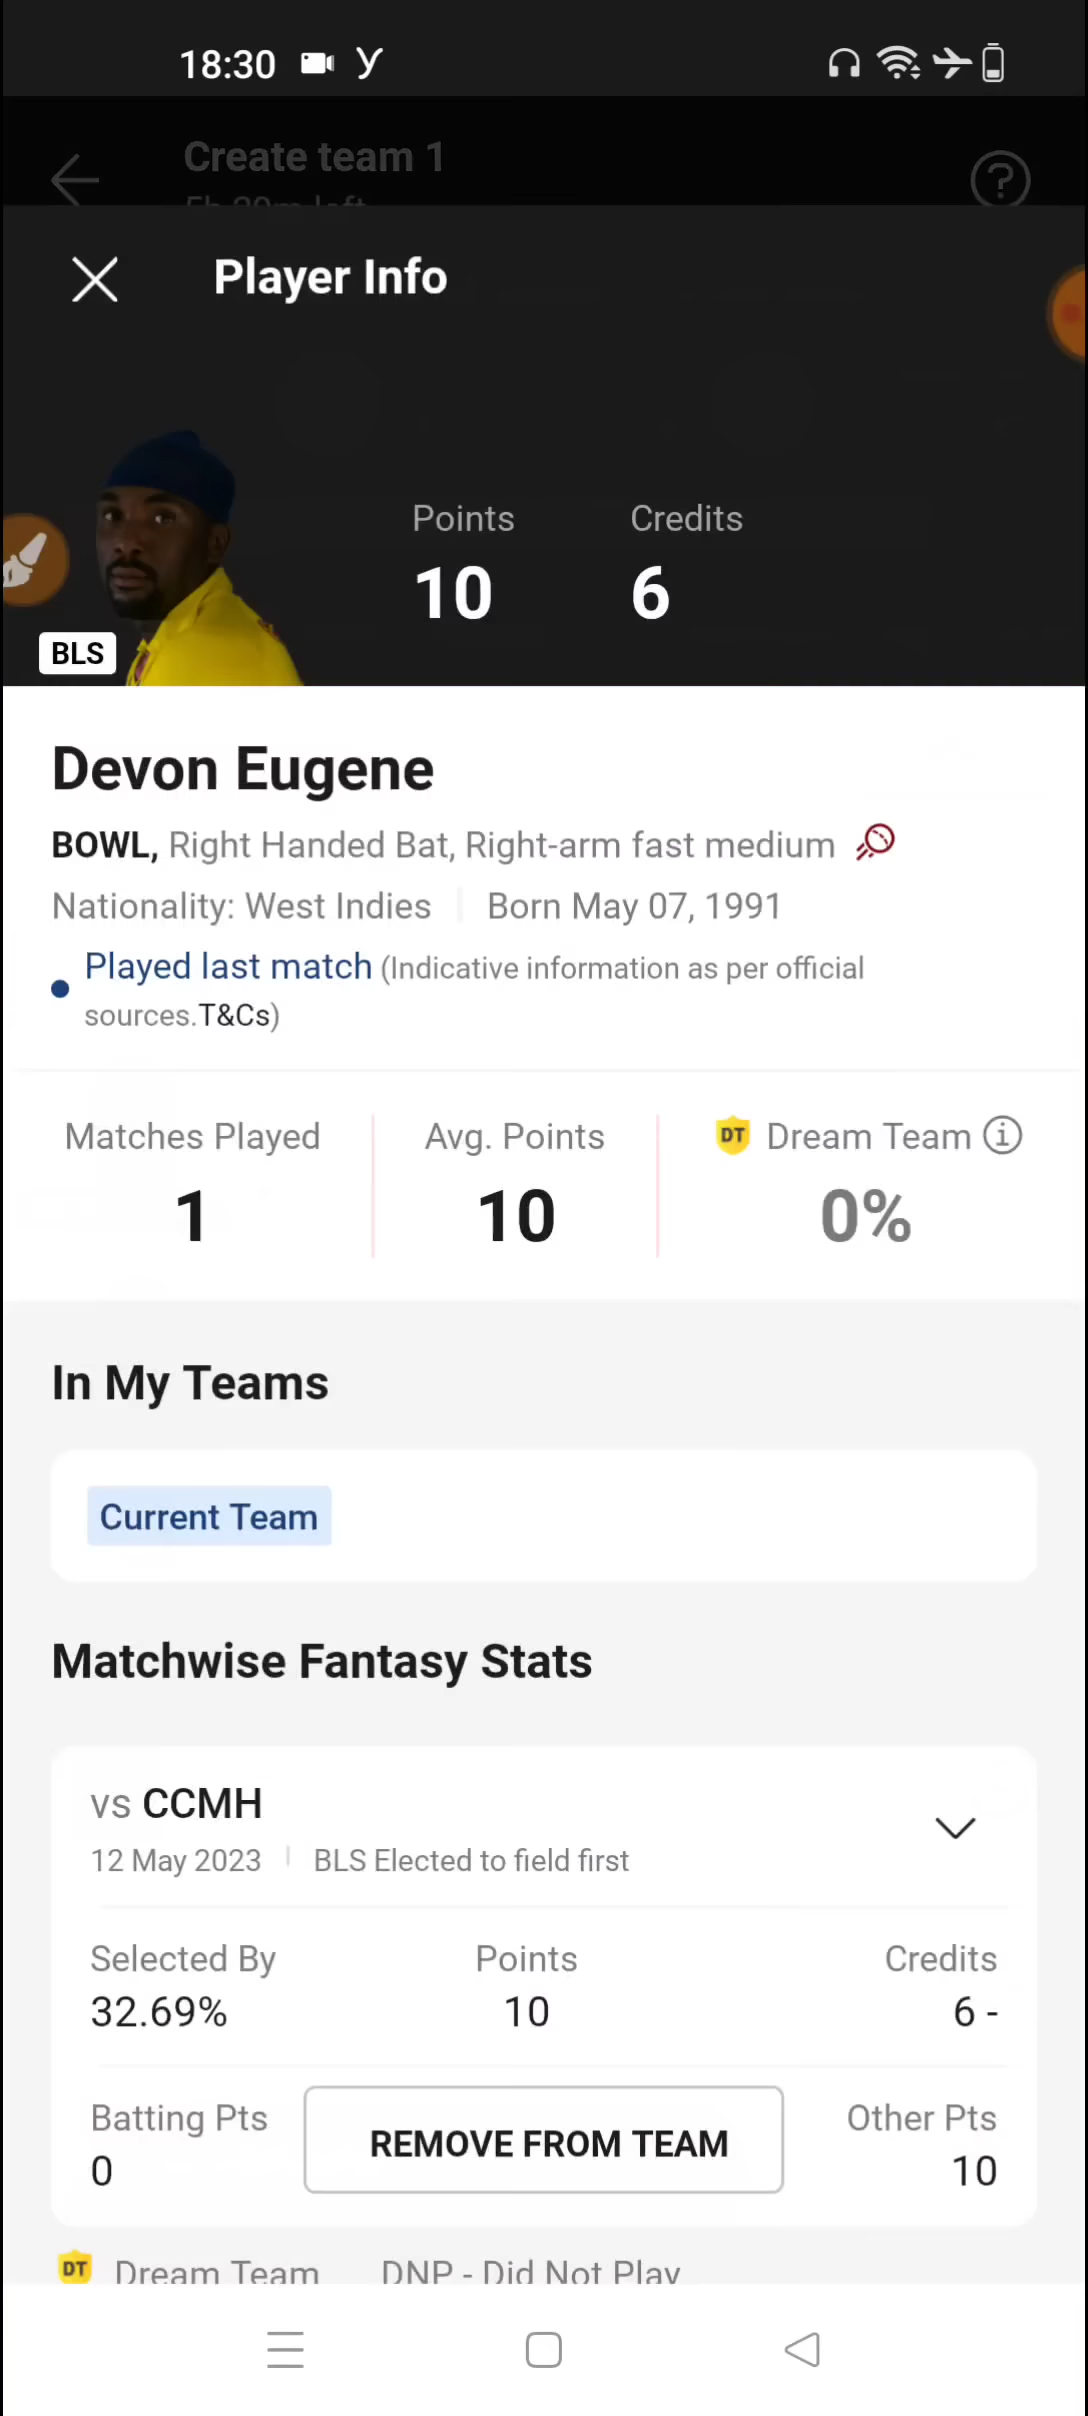 18:30 У
Create team 1
Player Info
Points Credits
10 6
BLS
Devon Eugene
BOWL, Right Handed Bat, Right-arm fast medium
Nationality: West Indies Born May 07, 1991
Played last match (Indicative information as per official
sources.T&Cs)
Matches Played Avg. Points DT Dream Team
1 10 0%
In My Teams
Current Team
Matchwise Fantasy Stats
vs CCMH
12 May 2023 BLS Elected to field first
Selected By Points Credits
32.69% 10 6 -
Batting Pts REMOVE FROM TEAM Other Pts
0 10
DT Dream Team DNP - Did Not Play